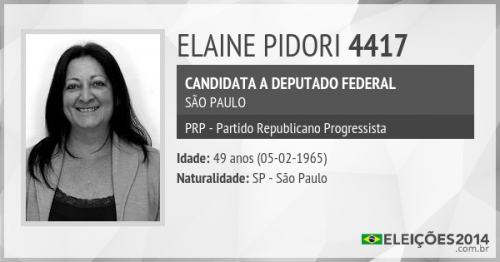 ELAINE PIDORI 4417
CANDIDATA A DEPUTADO FEDERAL
SÃO PAULO
PRP - Partido Republicano Progressista
Idade: 49 anos (05-02-1965)
Naturalidade: SP - São Paulo
ELEIÇÕES2014
.com.br